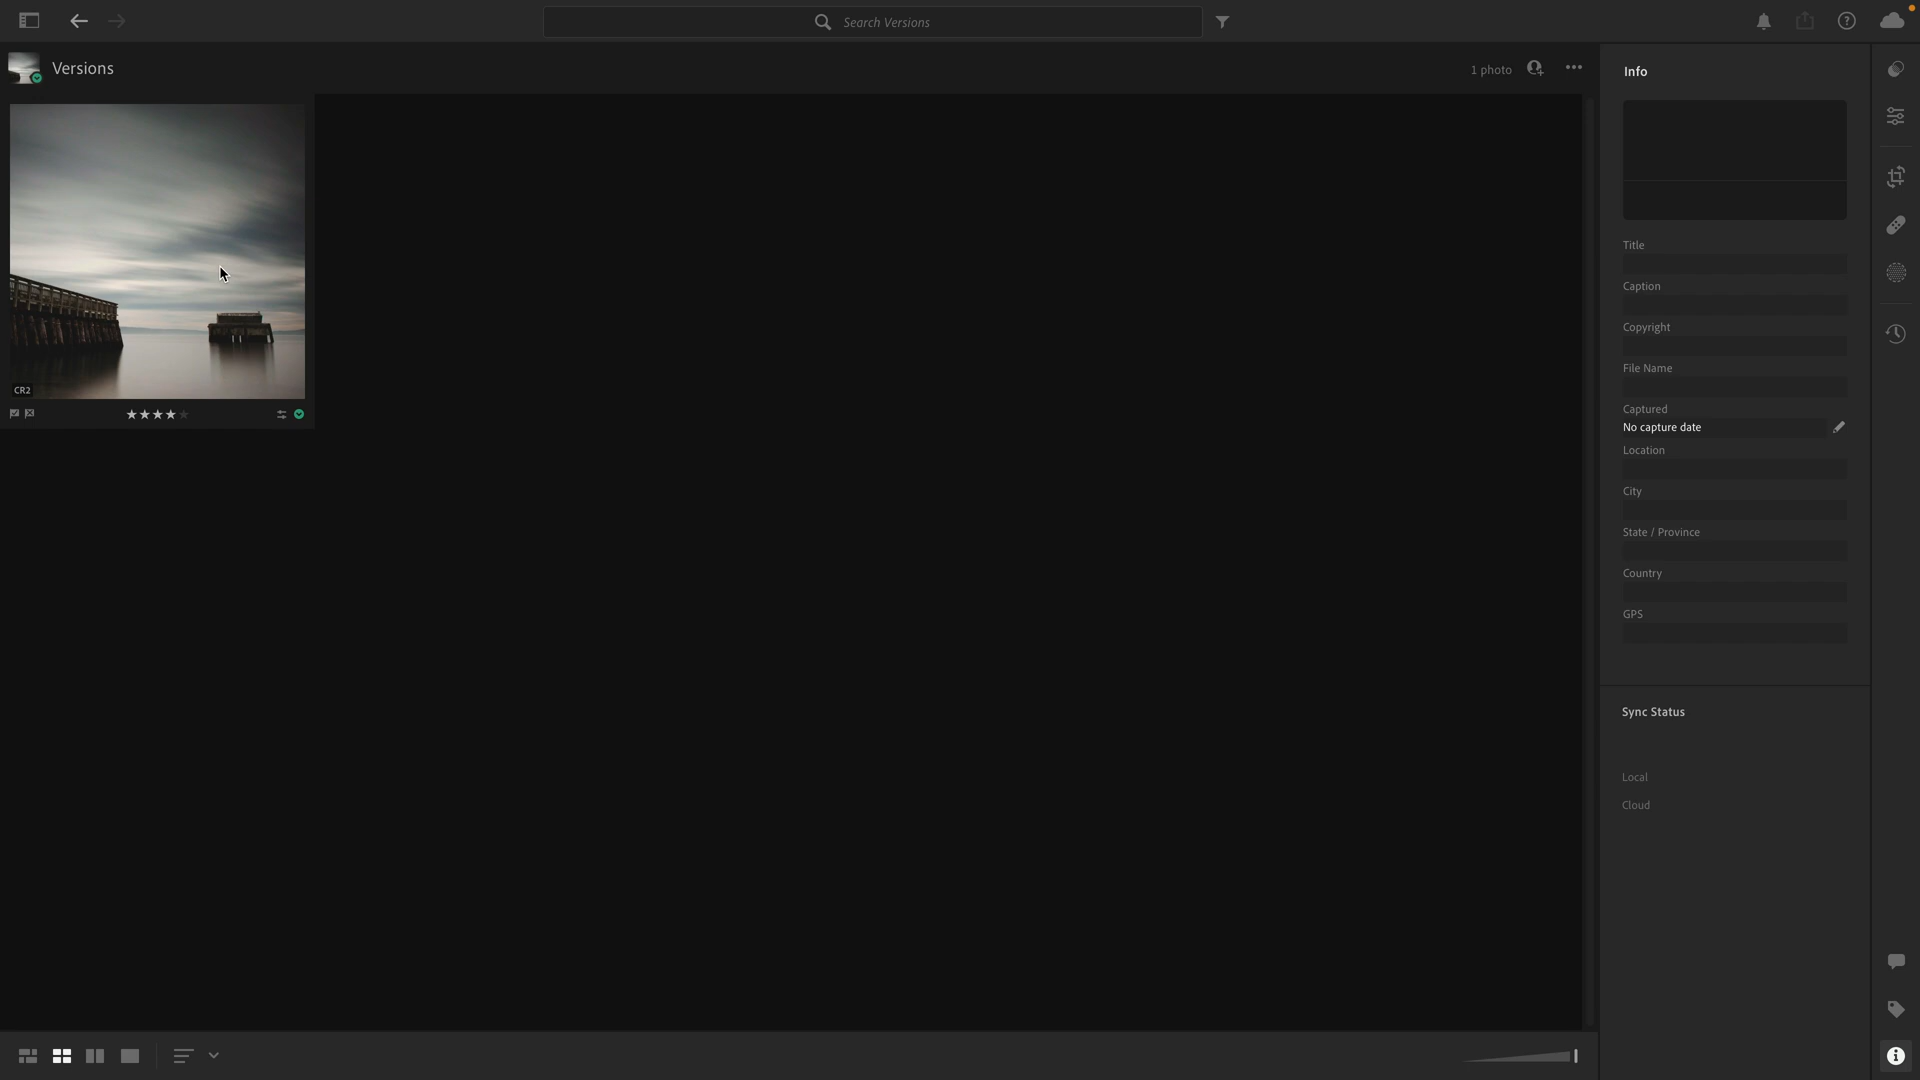 Search Versions
Versions
1 photo
CR2
Info
Title
Caption
Copyright
File Name
Captured
No capture date
Location
City
State / Province
Country
GPS
Sync Status
Local
Cloud